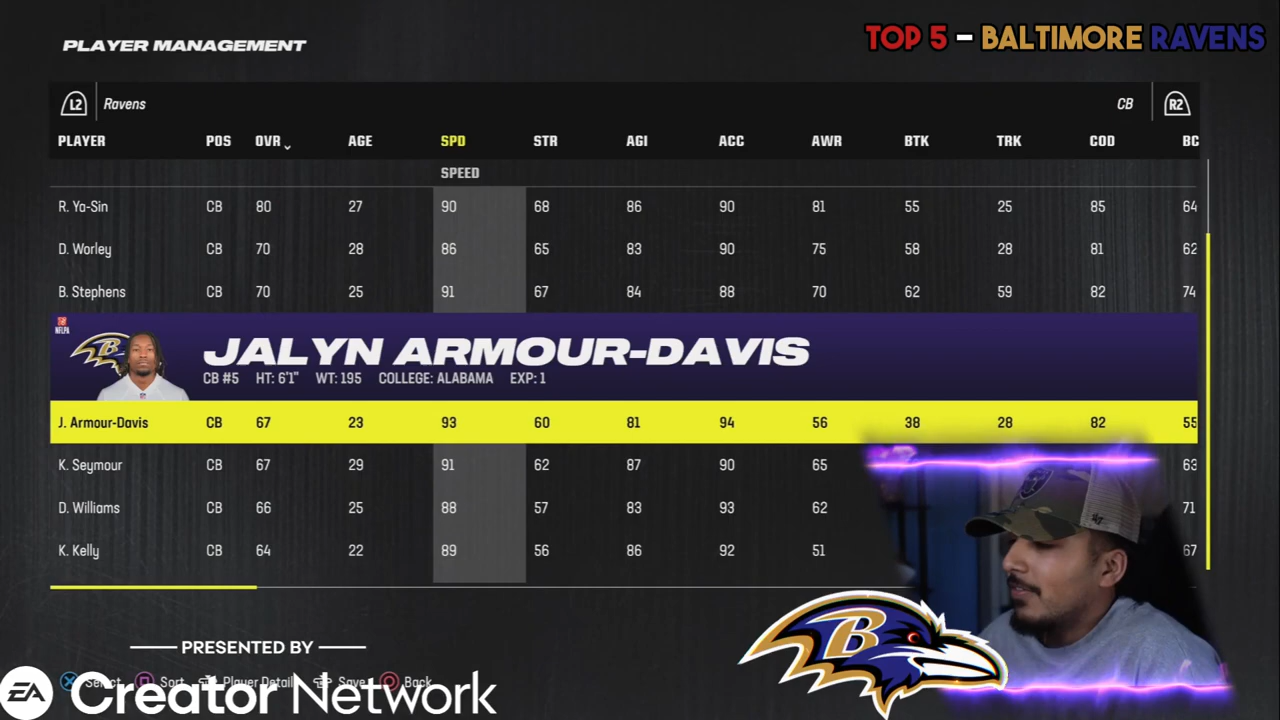 TOP 5 – BALTIMORE RAVENS
PLAYER MANAGEMENT
L2 Ravens CB R2
PLAYER POS OVR AGE SPD STR AGI ACC AWR BTK TRK COD BC
SPEED
R. Ya-Sin CB 80 27 90 68 86 90 81 55 25 85 64
D. Worley CB 70 28 86 65 83 90 75 58 28 81 62
B. Stephens CB 70 25 91 67 84 88 70 62 59 82 74
NFLPA
JALYN ARMOUR-DAVIS
CB #5 HT: 6'1" WT: 195 COLLEGE: ALABAMA EXP: 1
J. Armour-Davis CB 67 23 93 60 81 94 56 38 28 82 55
K. Seymour CB 67 29 91 62 87 90 65 63
D. Williams CB 66 25 88 57 83 93 62 71
K. Kelly CB 64 22 89 56 86 92 51 67
B
PRESENTED BY
Select Sort Player Detail Save Back
EA Creator Network